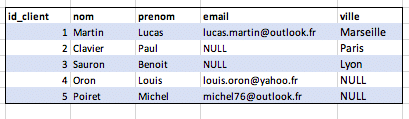 id_client nom prenom email ville
1 Martin Lucas lucas.martin@outlook.fr Marseille
2 Clavier Paul NULL Paris
3 Sauron Benoit NULL Lyon
4 Oron Louis louis.oron@yahoo.fr NULL
5 Poiret Michel michel76@outlook.fr NULL